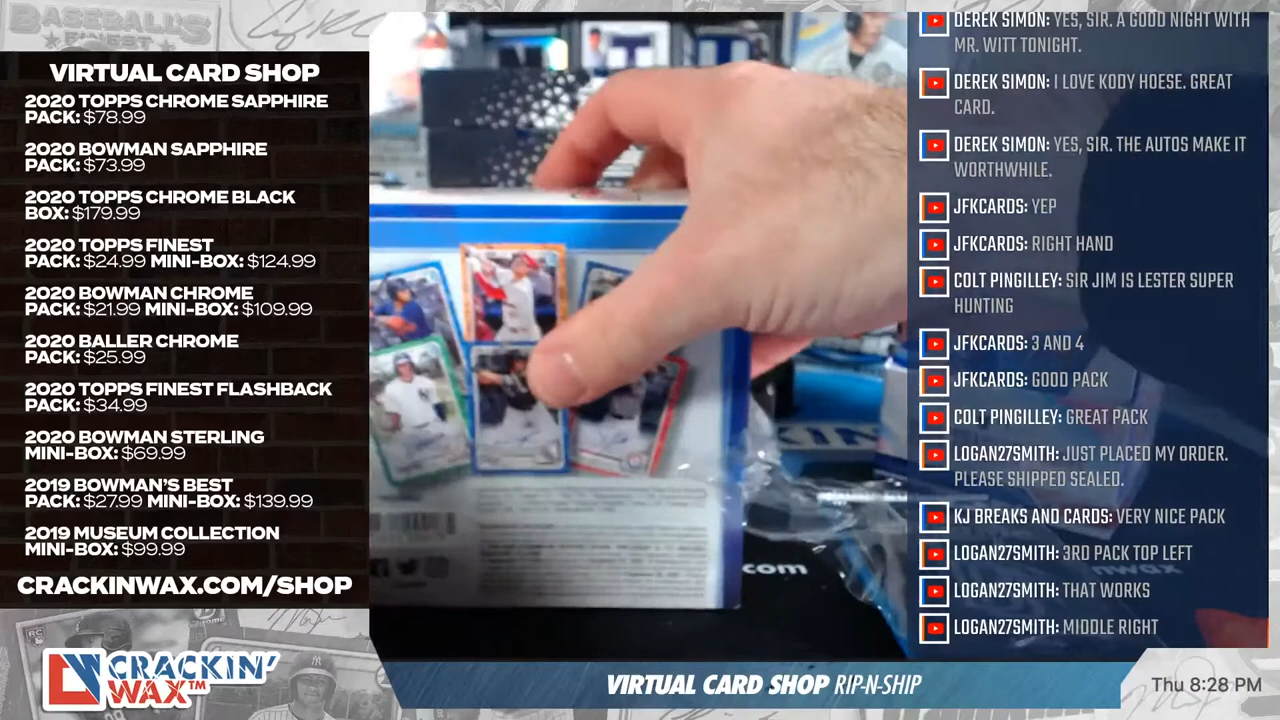 BASEBALL'S
FINEST
VIRTUAL CARD SHOP
2020 TOPPS CHROME SAPPHIRE
PACK: $78.99
2020 BOWMAN SAPPHIRE
PACK: $73.99
2020 TOPPS CHROME BLACK
BOX: $179.99
2020 TOPPS FINEST
PACK: $24.99 MINI-BOX: $124.99
2020 BOWMAN CHROME
PACK: $21.99 MINI-BOX: $109.99
2020 BALLER CHROME
PACK: $25.99
2020 TOPPS FINEST FLASHBACK
PACK: $34.99
2020 BOWMAN STERLING
MINI-BOX: $69.99
2019 BOWMAN'S BEST
PACK: $27.99 MINI-BOX: $139.99
2019 MUSEUM COLLECTION
MINI-BOX: $99.99
CRACKINWAX.COM/SHOP
RC
CRACKIN'
WAX™
.com
DEREK SIMON: YES, SIR. A GOOD NIGHT WITH
MR. WITT TONIGHT.
DEREK SIMON: I LOVE KODY HOESE. GREAT
CARD.
DEREK SIMON: YES, SIR. THE AUTOS MAKE IT
WORTHWHILE.
JFKCARDS: YEP
JFKCARDS: RIGHT HAND
COLT PINGILLEY: SIR JIM IS LESTER SUPER
HUNTING
JFKCARDS: 3 AND 4
JFKCARDS: GOOD PACK
COLT PINGILLEY: GREAT PACK
LOGAN27SMITH: JUST PLACED MY ORDER.
PLEASE SHIPPED SEALED.
KJ BREAKS AND CARDS: VERY NICE PACK
LOGAN27SMITH: 3RD PACK TOP LEFT
LOGAN27SMITH: THAT WORKS
LOGAN27SMITH: MIDDLE RIGHT
VIRTUAL CARD SHOP RIP-N-SHIP
Thu 8:28 PM